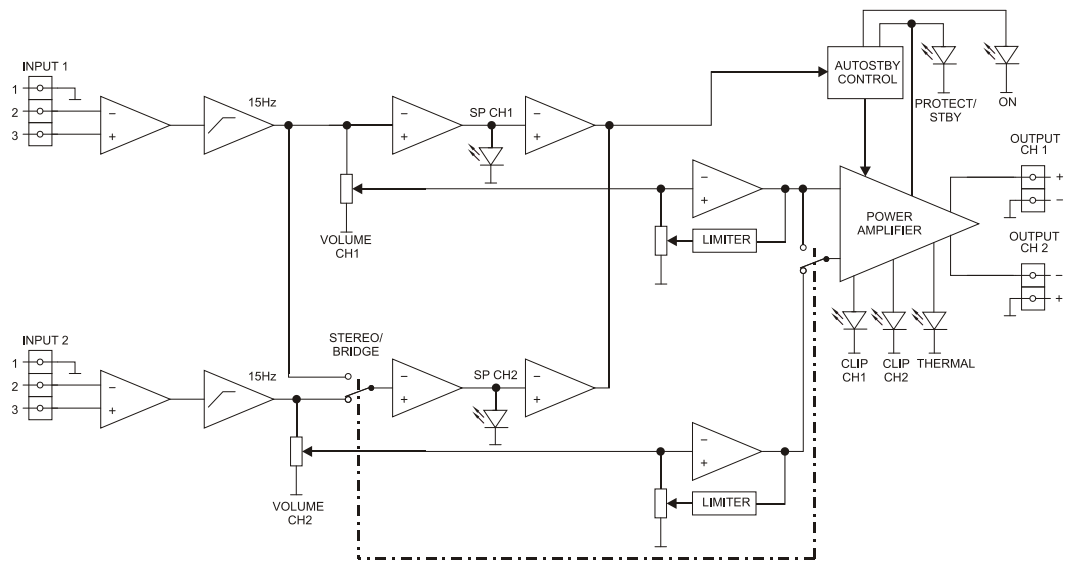 INPUT 1
1
2
3
15Hz
SP CH1
AUTOSTBY
CONTROL
PROTECT/
STBY
ON
VOLUME
CH1
LIMITER
POWER
AMPLIFIER
OUTPUT
CH 1
+
−
OUTPUT
CH 2
−
+
CLIP
CH1
CLIP
CH2
THERMAL
INPUT 2
1
2
3
15Hz
STEREO/
BRIDGE
SP CH2
VOLUME
CH2
LIMITER